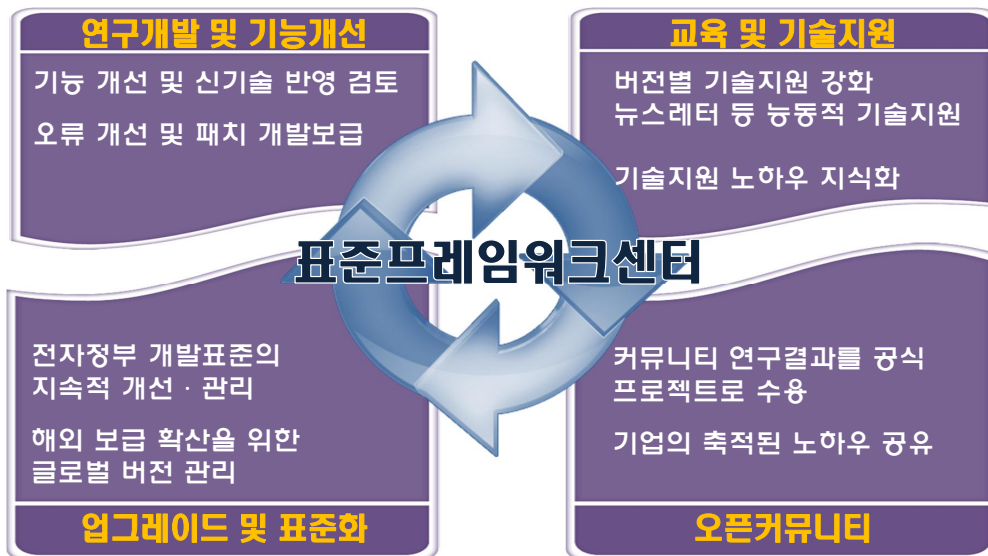 연구개발 및 기능개선
기능 개선 및 신기술 반영 검토
오류 개선 및 패치 개발보급
교육 및 기술지원
버전별 기술지원 강화
뉴스레터 등 능동적 기술지원
기술지원 노하우 지식화
표준프레임워크센터
전자정부 개발표준의
지속적 개선 · 관리
해외 보급 확산을 위한
글로벌 버전 관리
업그레이드 및 표준화
커뮤니티 연구결과를 공식
프로젝트로 수용
기업의 축적된 노하우 공유
오픈커뮤니티